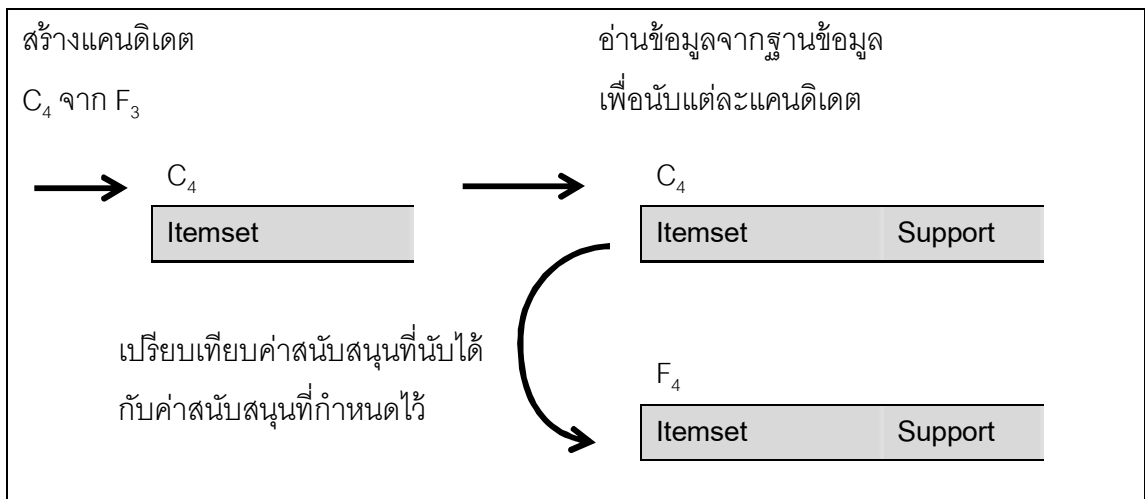 สร้างแคนดิเดต
C₄ จาก F₃
อ่านข้อมูลจากฐานข้อมูล
เพื่อนับแต่ละแคนดิเดต
C₄
Itemset
C₄
Itemset Support
เปรียบเทียบค่าสนับสนุนที่นับได้
กับค่าสนับสนุนที่กำหนดไว้
F₄
Itemset Support